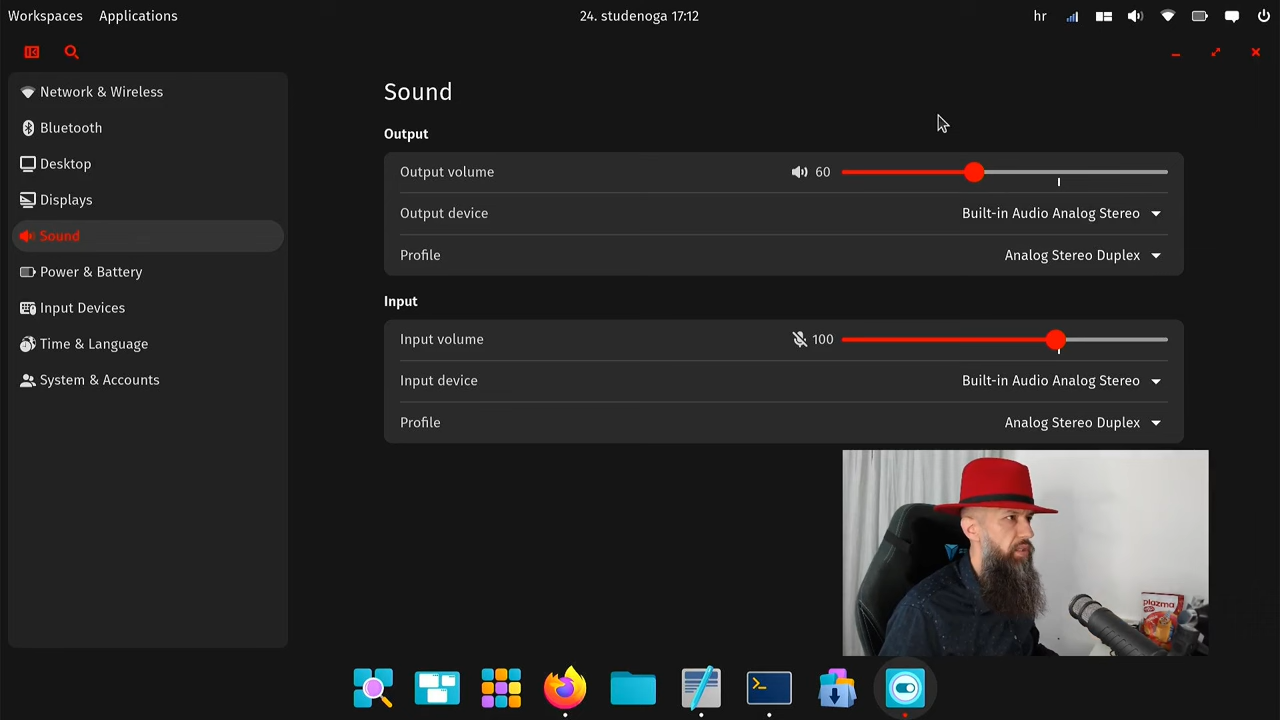 Workspaces Applications 24. studenoga 17:12 hr
Network & Wireless
Bluetooth
Desktop
Displays
Sound
Power & Battery
Input Devices
Time & Language
System & Accounts
Sound
Output
Output volume 60
Output device Built-in Audio Analog Stereo
Profile Analog Stereo Duplex
Input
Input volume 100
Input device Built-in Audio Analog Stereo
Profile Analog Stereo Duplex
plazma